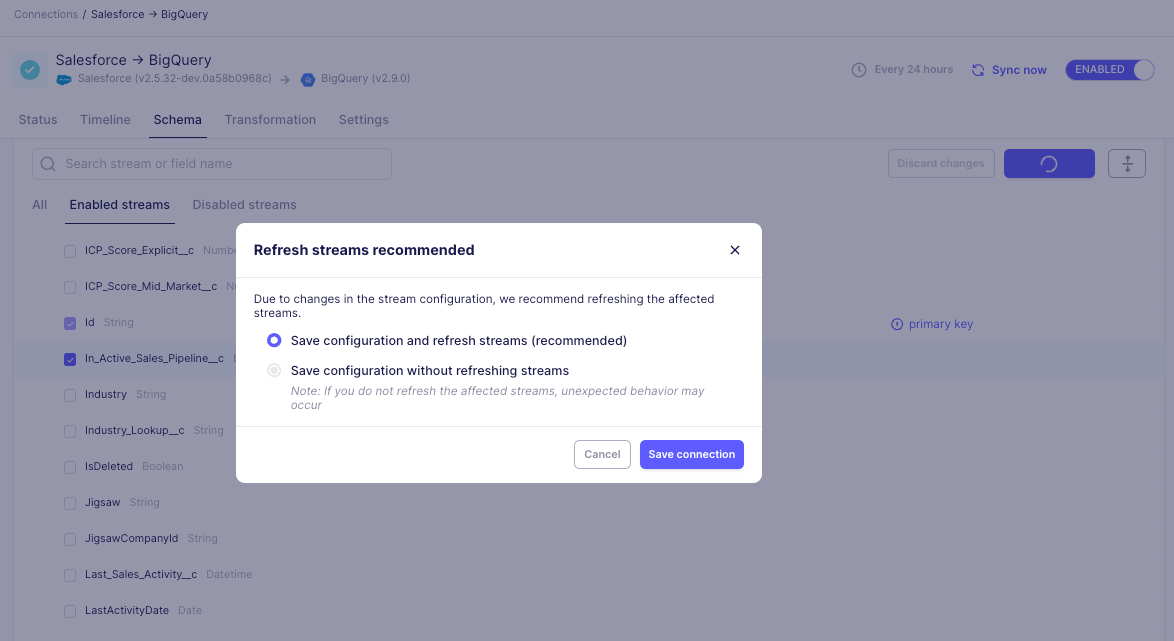 Connections / Salesforce → BigQuery
Salesforce → BigQuery
Salesforce (v2.5.32-dev.0a58b0968c) → BigQuery (v2.9.0)
Every 24 hours
Sync now
ENABLED
Status Timeline Schema Transformation Settings
Search stream or field name
Discard changes
All Enabled streams Disabled streams
ICP_Score_Explicit__c
ICP_Score_Mid_Market__c
Id String
primary key
In_Active_Sales_Pipeline__c
Industry String
Industry_Lookup__c String
IsDeleted Boolean
Jigsaw String
JigsawCompanyId String
Last_Sales_Activity__c Datetime
LastActivityDate Date
Refresh streams recommended
Due to changes in the stream configuration, we recommend refreshing the affected
streams.
Save configuration and refresh streams (recommended)
Save configuration without refreshing streams
Note: If you do not refresh the affected streams, unexpected behavior may
occur
Cancel
Save connection